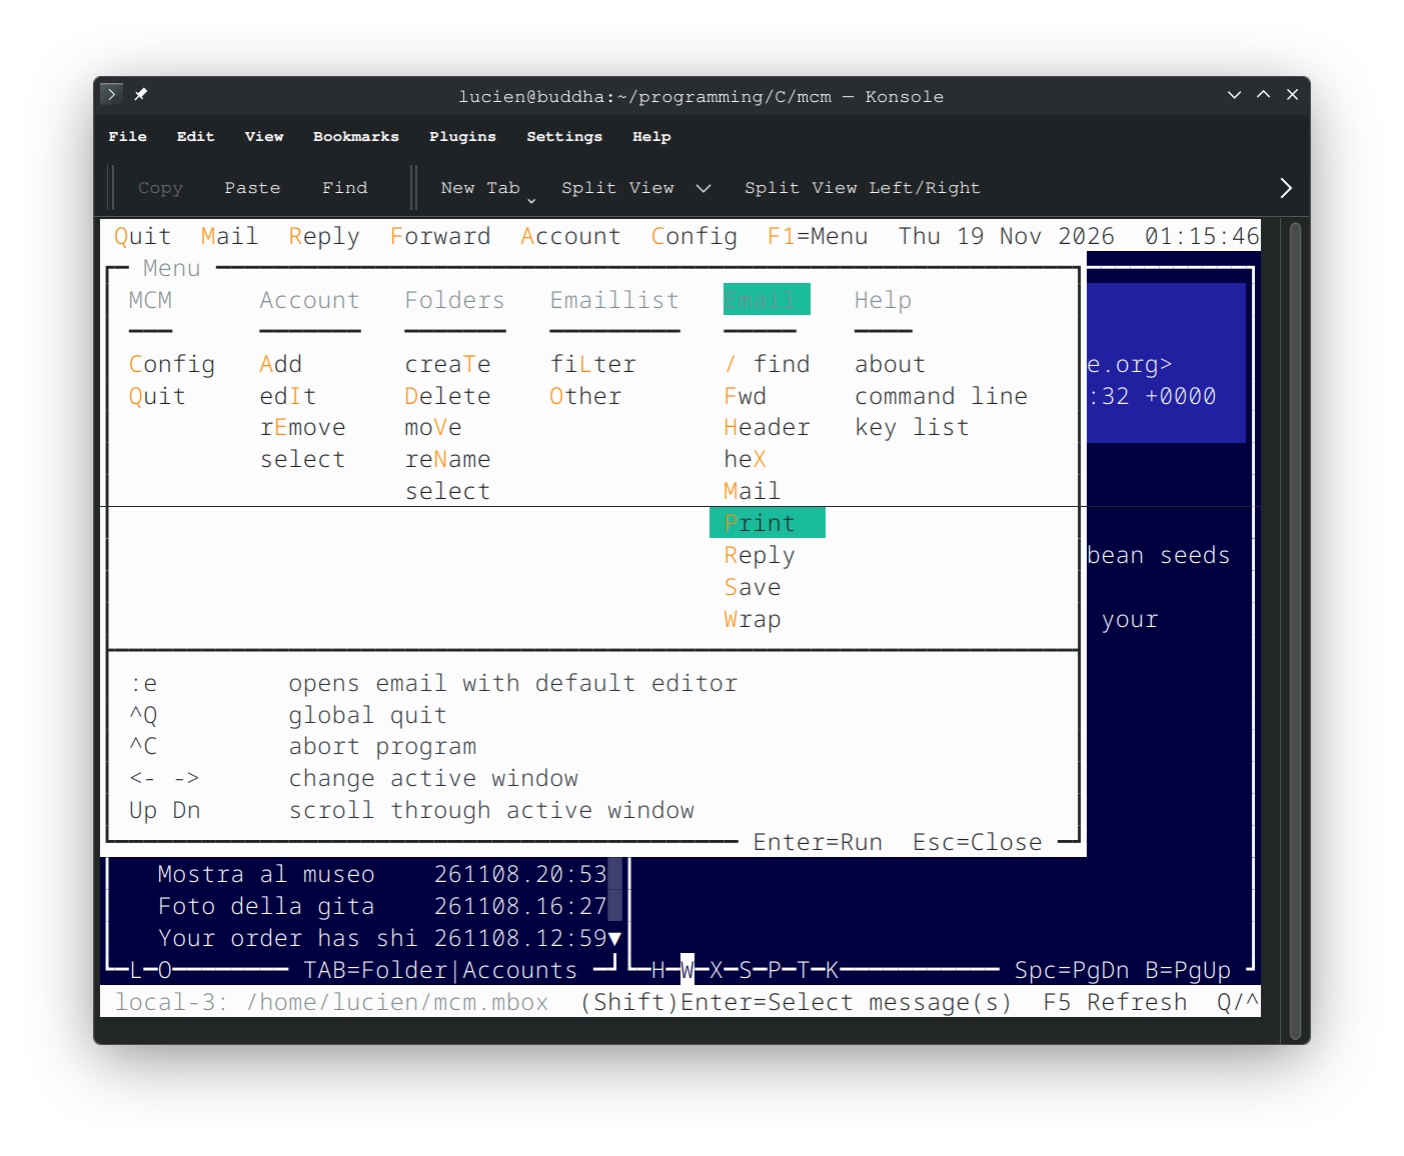 lucien@buddha:~/programming/C/mcm — Konsole
File Edit View Bookmarks Plugins Settings Help
Copy Paste Find New Tab Split View Split View Left/Right
Quit Mail Reply Forward Account Config F1=Menu Thu 19 Nov 2026 01:15:46
Menu
MCM Account Folders Emaillist Email Help
Config Add creaTe fiLter / find about e.org>
Quit edIt Delete Other Fwd command line :32 +0000
rEmove moVe Header key list
select reName heX
select Mail
Print
Reply bean seeds
Save
Wrap your
:e opens email with default editor
^Q global quit
^C abort program
<- -> change active window
Up Dn scroll through active window
Enter=Run Esc=Close
Mostra al museo 261108.20:53
Foto della gita 261108.16:27
Your order has shi 261108.12:59▼
L─O TAB=Folder|Accounts H─W─X─S─P─T─K Spc=PgDn B=PgUp
local-3: /home/lucien/mcm.mbox (Shift)Enter=Select message(s) F5 Refresh Q/^